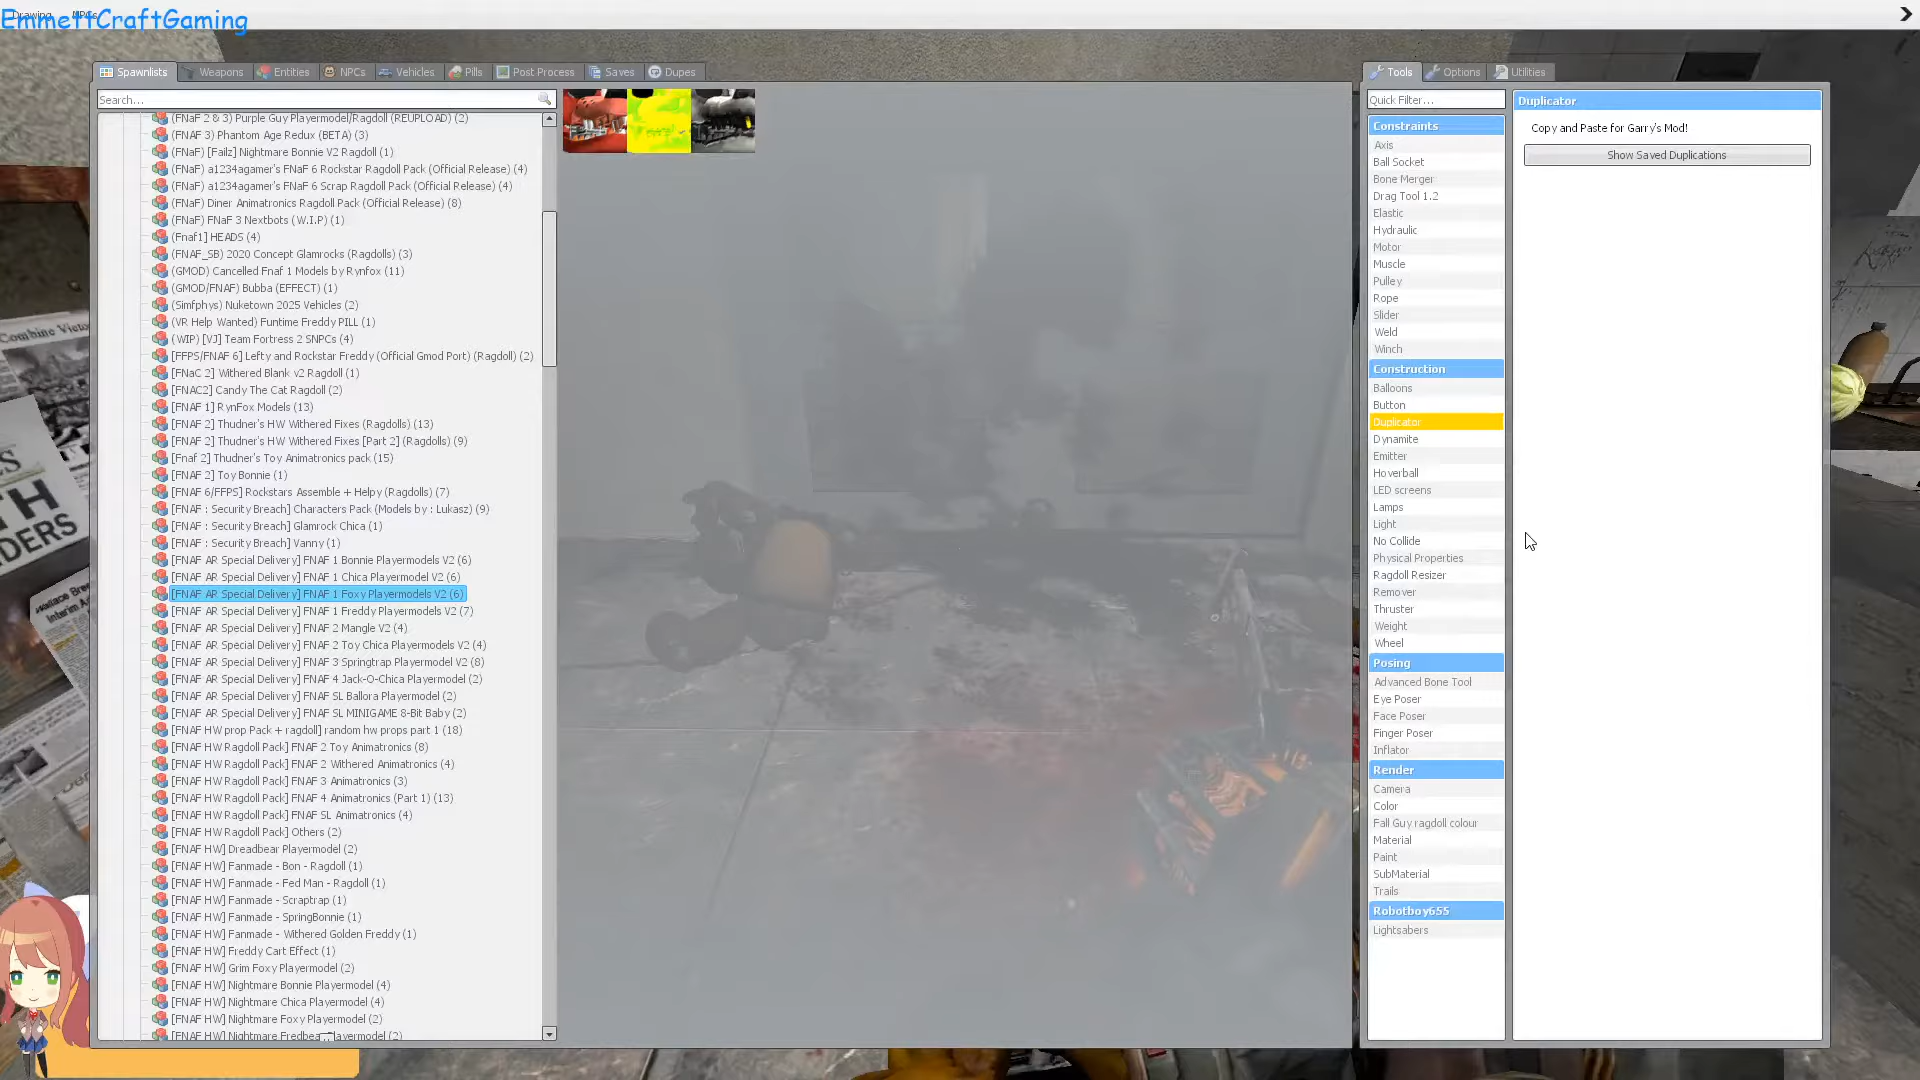 Drawing NPCs
EmmettCraftGaming
Spawnlists Weapons Entities NPCs Vehicles Pills Post Process Saves Dupes
Search...
(FNaF 2 & 3) Purple Guy Playermodel/Ragdoll (REUPLOAD) (2)
(FNAF 3) Phantom Age Redux (BETA) (3)
(FNaF) [Failz] Nightmare Bonnie V2 Ragdoll (1)
(FNaF) a1234agamer's FNAF 6 Rockstar Ragdoll Pack (Official Release) (4)
(FNaF) a1234agamer's FNAF 6 Scrap Ragdoll Pack (Official Release) (4)
(FNaF) Diner Animatronics Ragdoll Pack (Official Release) (8)
(FNaF) FNaF 3 Nextbots (W.I.P) (1)
(Fnaf1] HEADS (4)
(FNAF_SB) 2020 Concept Glamrocks (Ragdolls) (3)
(GMOD) Cancelled Fnaf 1 Models by Rynfox (11)
(GMOD/FNAF) Bubba (EFFECT) (1)
(Simfphys) Nuketown 2025 Vehicles (2)
(VR Help Wanted) Funtime Freddy PILL (1)
(WIP) [VJ] Team Fortress 2 SNPCs (4)
[FFPS/FNAF 6] Lefty and Rockstar Freddy (Official Gmod Port) (Ragdoll) (2)
[FNaC 2] Withered Blank v2 Ragdoll (1)
[FNAC2] Candy The Cat Ragdoll (2)
[FNAF 1] RynFox Models (13)
[FNAF 2] Thudner's HW Withered Fixes (Ragdolls) (13)
[FNAF 2] Thudner's HW Withered Fixes [Part 2] (Ragdolls) (9)
[Fnaf 2] Thudner's Toy Animatronics pack (15)
[FNAF 2] Toy Bonnie (1)
[FNAF 6/FFPS] Rockstars Assemble + Helpy (Ragdolls) (7)
[FNAF : Security Breach] Characters Pack (Models by : Lukasz) (9)
[FNAF : Security Breach] Glamrock Chica (1)
[FNAF : Security Breach] Vanny (1)
[FNAF AR Special Delivery] FNAF 1 Bonnie Playermodels V2 (6)
[FNAF AR Special Delivery] FNAF 1 Chica Playermodel V2 (6)
[FNAF AR Special Delivery] FNAF 1 Foxy Playermodels V2 (6)
[FNAF AR Special Delivery] FNAF 1 Freddy Playermodels V2 (7)
[FNAF AR Special Delivery] FNAF 2 Mangle V2 (4)
[FNAF AR Special Delivery] FNAF 2 Toy Chica Playermodels V2 (4)
[FNAF AR Special Delivery] FNAF 3 Springtrap Playermodel V2 (8)
[FNAF AR Special Delivery] FNAF 4 Jack-O-Chica Playermodel (2)
[FNAF AR Special Delivery] FNAF SL Ballora Playermodel (2)
[FNAF AR Special Delivery] FNAF SL MINIGAME 8-Bit Baby (2)
[FNAF HW prop Pack + ragdoll] random hw props part 1 (18)
[FNAF HW Ragdoll Pack] FNAF 2 Toy Animatronics (8)
[FNAF HW Ragdoll Pack] FNAF 2 Withered Animatronics (4)
[FNAF HW Ragdoll Pack] FNAF 3 Animatronics (3)
[FNAF HW Ragdoll Pack] FNAF 4 Animatronics (Part 1) (13)
[FNAF HW Ragdoll Pack] FNAF SL Animatronics (4)
[FNAF HW Ragdoll Pack] Others (2)
[FNAF HW] Dreadbear Playermodel (2)
[FNAF HW] Fanmade - Bon - Ragdoll (1)
[FNAF HW] Fanmade - Fed Man - Ragdoll (1)
[FNAF HW] Fanmade - Scraptrap (1)
[FNAF HW] Fanmade - SpringBonnie (1)
[FNAF HW] Fanmade - Withered Golden Freddy (1)
[FNAF HW] Freddy Cart Effect (1)
[FNAF HW] Grim Foxy Playermodel (2)
[FNAF HW] Nightmare Bonnie Playermodel (4)
[FNAF HW] Nightmare Chica Playermodel (4)
[FNAF HW] Nightmare Foxy Playermodel (2)
[FNAF HW] Nightmare Fredbear Playermodel (2)
Tools Options Utilities
Quick Filter...
Constraints
Axis
Ball Socket
Bone Merger
Drag Tool 1.2
Elastic
Hydraulic
Motor
Muscle
Pulley
Rope
Slider
Weld
Winch
Construction
Balloons
Button
Duplicator
Dynamite
Emitter
Hoverball
LED screens
Lamps
Light
No Collide
Physical Properties
Ragdoll Resizer
Remover
Thruster
Weight
Wheel
Posing
Advanced Bone Tool
Eye Poser
Face Poser
Finger Poser
Inflator
Render
Camera
Color
Fall Guy ragdoll colour
Material
Paint
SubMaterial
Trails
Robotboy655
Lightsabers
Duplicator
Copy and Paste for Garry's Mod!
Show Saved Duplications